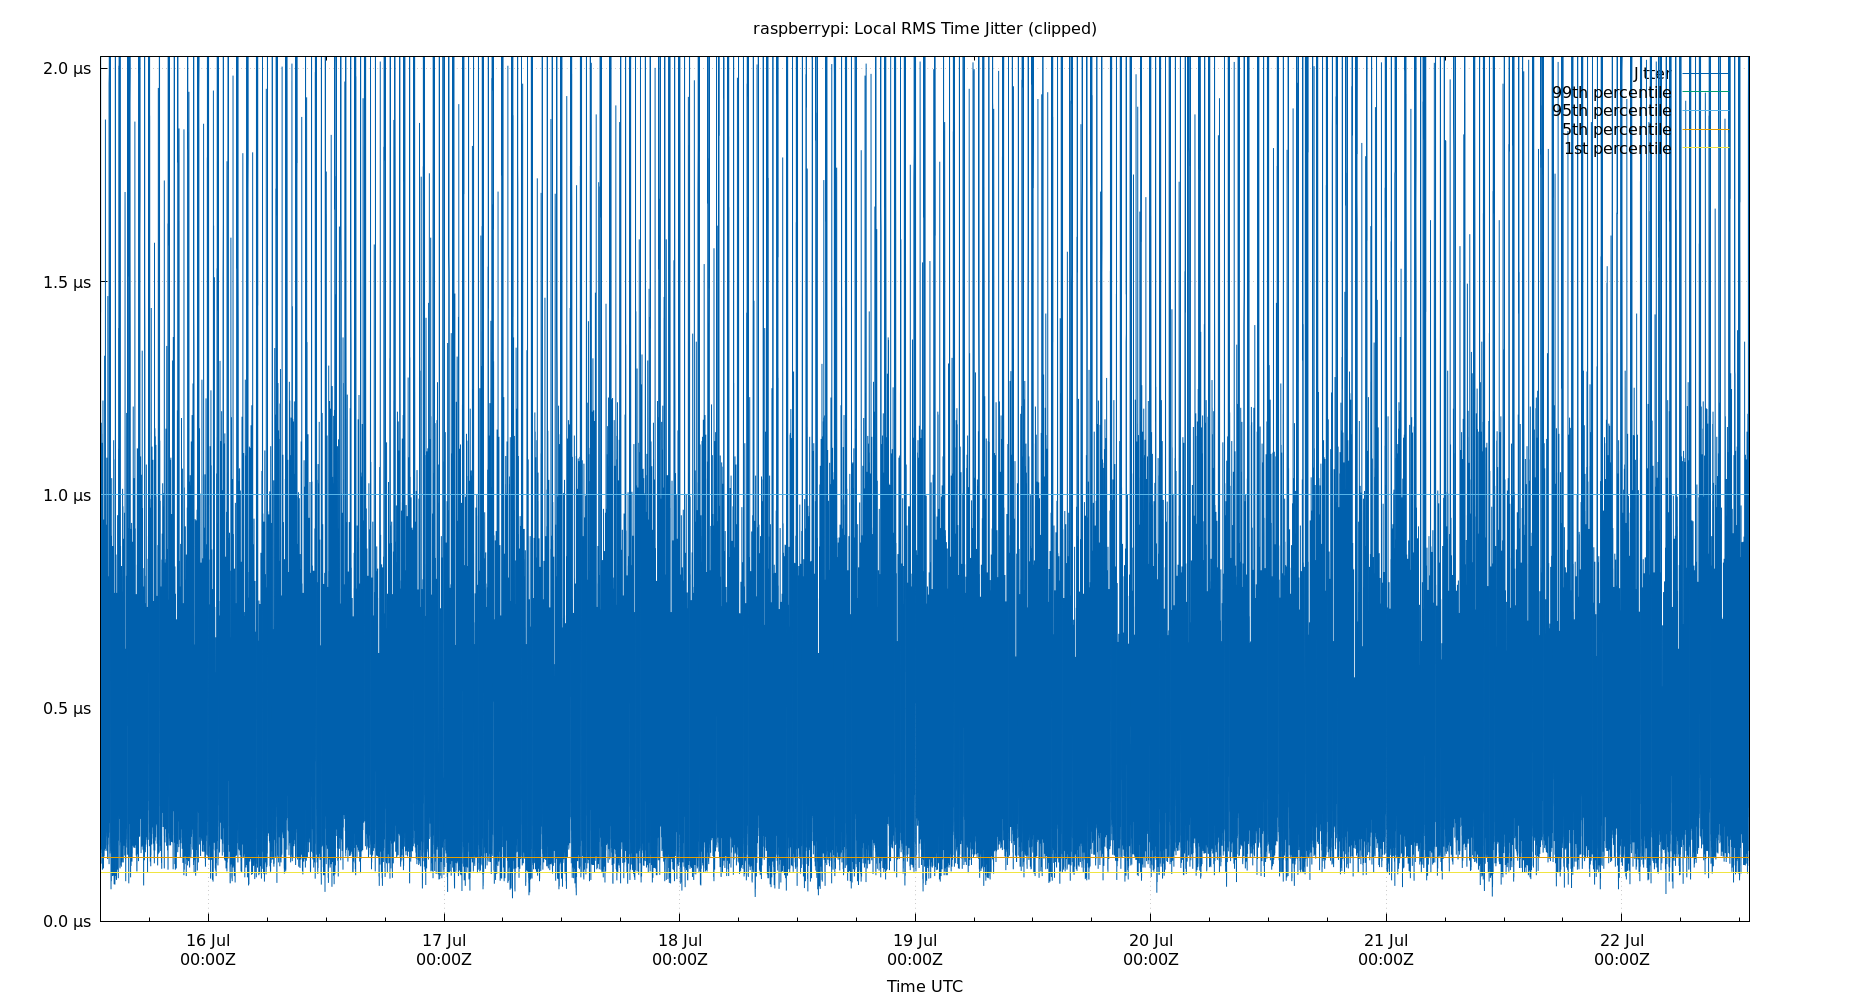 raspberrypi: Local RMS Time Jitter (clipped)
2.0 µs
Jitter
99th percentile
95th percentile
5th percentile
1st percentile
1.5 µs
1.0 µs
0.5 µs
0.0 µs
16 Jul 17 Jul 18 Jul 19 Jul 20 Jul 21 Jul 22 Jul
00:00Z 00:00Z 00:00Z 00:00Z 00:00Z 00:00Z 00:00Z
Time UTC